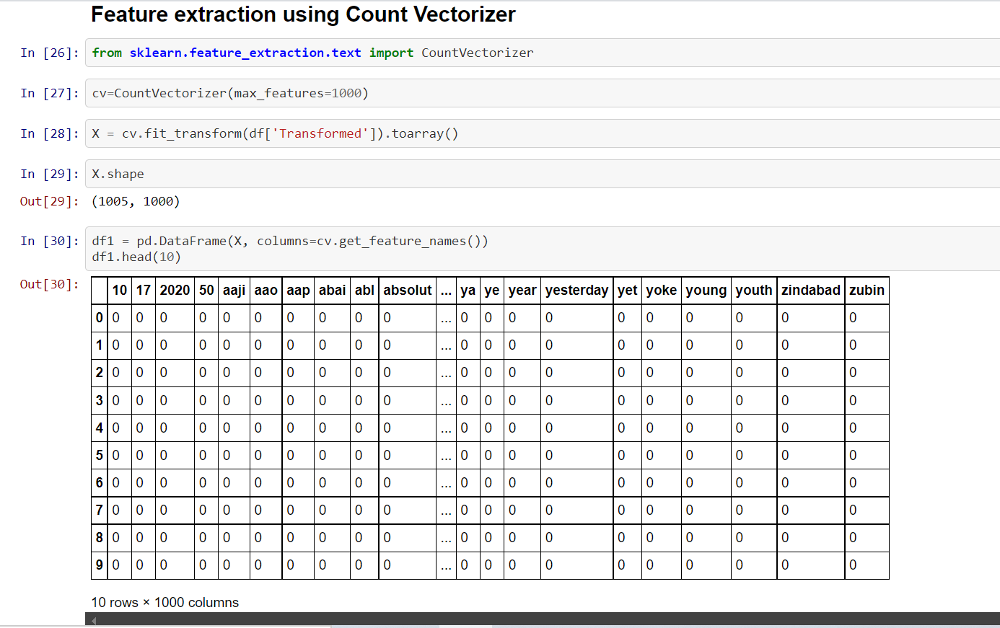 Feature extraction using Count Vectorizer
In [26]: from sklearn.feature_extraction.text import CountVectorizer
In [27]: cv=CountVectorizer(max_features=1000)
In [28]: X = cv.fit_transform(df['Transformed']).toarray()
In [29]: X.shape
Out[29]: (1005, 1000)
In [30]: df1 = pd.DataFrame(X, columns=cv.get_feature_names())
df1.head(10)
Out[30]:
10 17 2020 50 aaji aao aap abai abl absolut ... ya ye year yesterday yet yoke young youth zindabad zubin
0 0 0 0 0 0 0 0 0 0 0 ... 0 0 0 0 0 0 0 0 0 0
1 0 0 0 0 0 0 0 0 0 0 ... 0 0 0 0 0 0 0 0 0 0
2 0 0 0 0 0 0 0 0 0 0 ... 0 0 0 0 0 0 0 0 0 0
3 0 0 0 0 0 0 0 0 0 0 ... 0 0 0 0 0 0 0 0 0 0
4 0 0 0 0 0 0 0 0 0 0 ... 0 0 0 0 0 0 0 0 0 0
5 0 0 0 0 0 0 0 0 0 0 ... 0 0 0 0 0 0 0 0 0 0
6 0 0 0 0 0 0 0 0 0 0 ... 0 0 0 0 0 0 0 0 0 0
7 0 0 0 0 0 0 0 0 0 0 ... 0 0 0 0 0 0 0 0 0 0
8 0 0 0 0 0 0 0 0 0 0 ... 0 0 0 0 0 0 0 0 0 0
9 0 0 0 0 0 0 0 0 0 0 ... 0 0 0 0 0 0 0 0 0 0
10 rows × 1000 columns